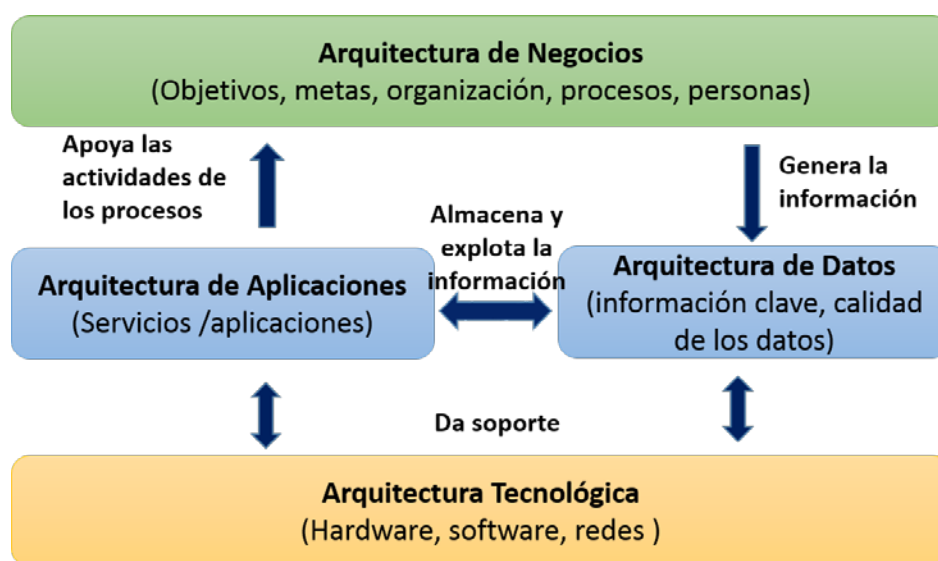 Arquitectura de Negocios
(Objetivos, metas, organización, procesos, personas)
Apoya las
actividades de
los procesos
Genera la
información
Almacena y
explota la
información
Arquitectura de Aplicaciones
(Servicios /aplicaciones)
Arquitectura de Datos
(información clave, calidad
de los datos)
Da soporte
Arquitectura Tecnológica
(Hardware, software, redes )